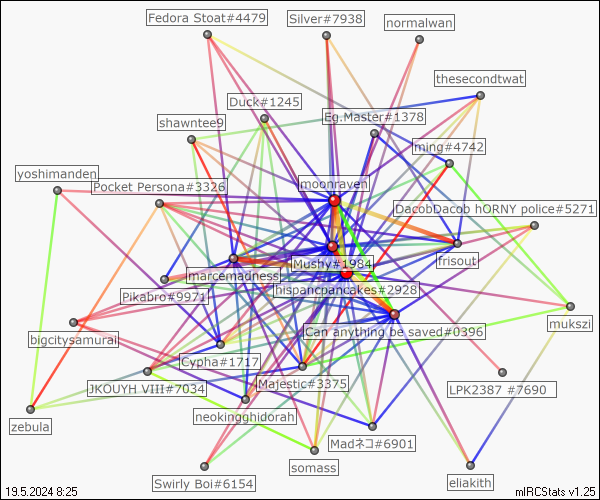 Fedora Stoat#4479
Silver#7938
normalwan
thesecondtwat
Duck#1245
Eg.Master#1378
shawntee9
ming#4742
yoshimanden
Pocket Persona#3326
moonraven
DacobDacob hORNY police#5271
Mushy#1984
frisout
marcemadness
hispanicpancakes#2928
Pikabro#9971
mukszi
bigcitysamurai
Can anything be saved#0396
Cypha#1717
JKOUYH VIII#7034
Majestic#3375
LPK2387 #7690
neokingghidorah
zebula
Madネコ#6901
somass
Swirly Boi#6154
eliakith
19.5.2024 8:25
mIRCStats v1.25